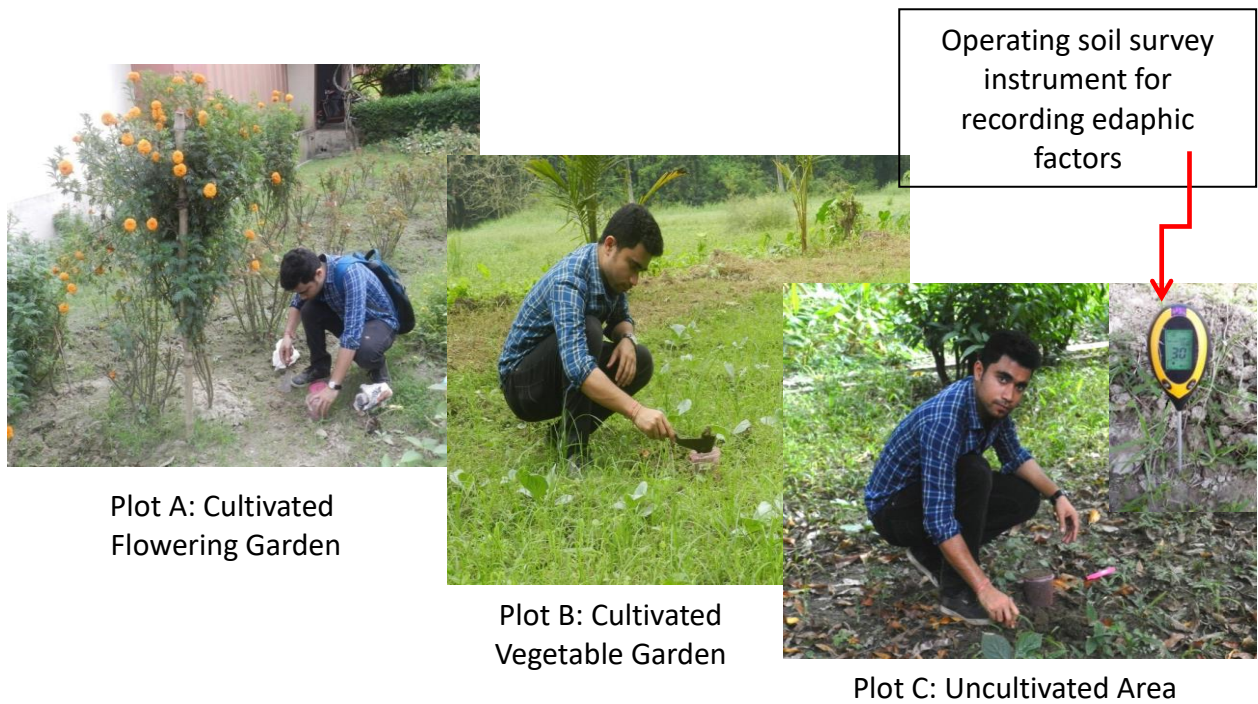 Operating soil survey
instrument for
recording edaphic
factors
Plot A: Cultivated
Flowering Garden
Plot B: Cultivated
Vegetable Garden
Plot C: Uncultivated Area
30